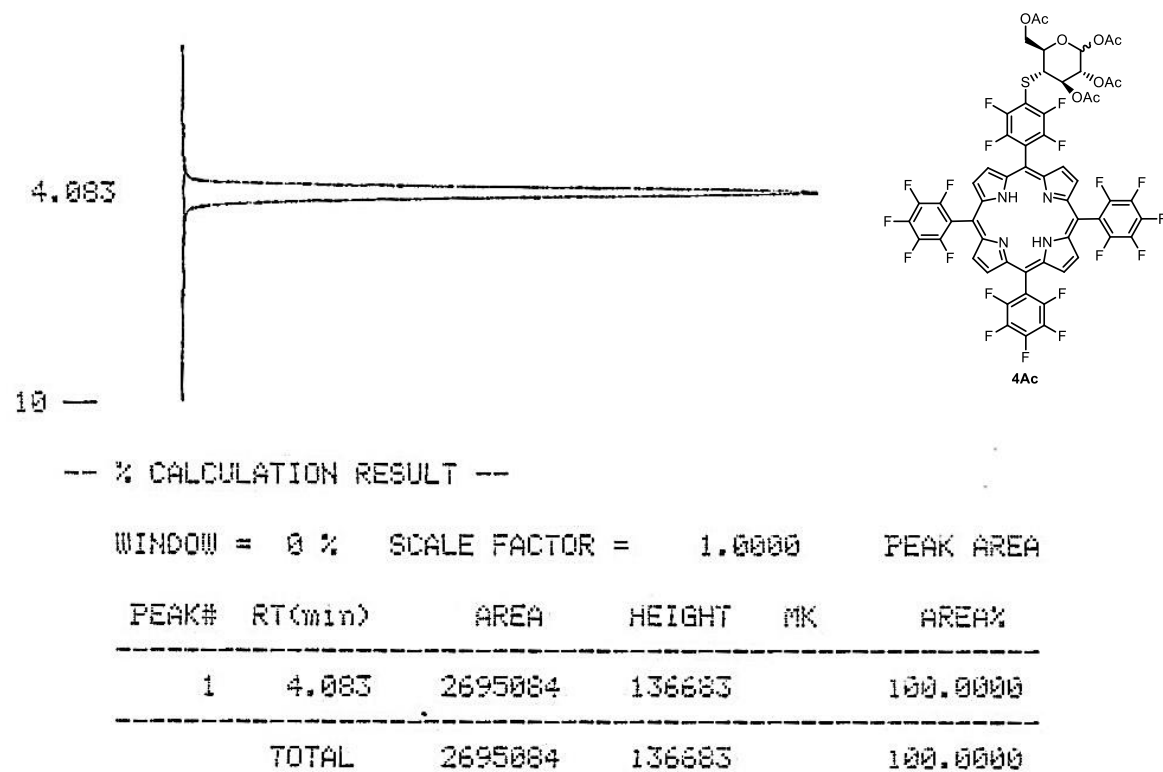 4.083
10 —
-- % CALCULATION RESULT --
WINDOW = 0 % SCALE FACTOR = 1.0000 PEAK AREA
PEAK# RT(min) AREA HEIGHT MK AREA%
1 4.083 2695084 136683 100.0000
TOTAL 2695084 136683 100.0000
OAc
O OAc
S OAc
OAc
F F
F F
NH N
N HN
F F F F
F F
F F F F
F F
F F
F
4Ac